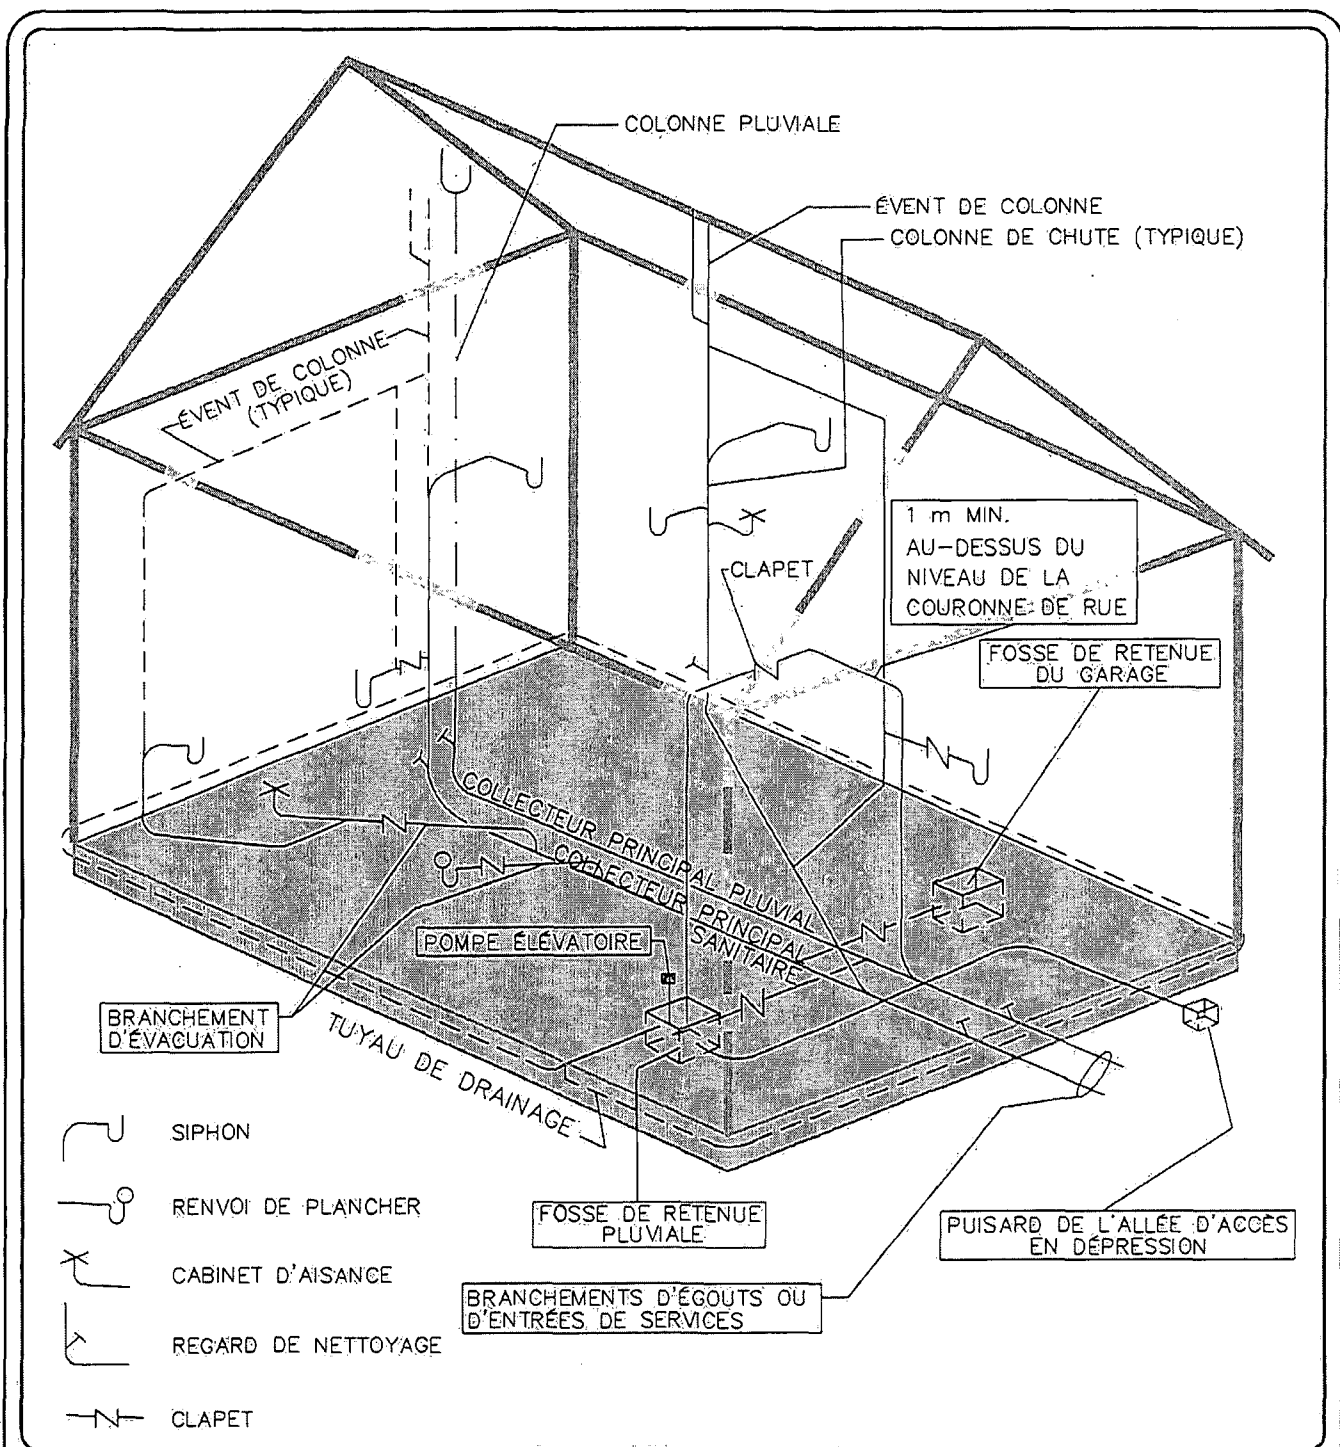 COLONNE PLUVIALE
ÉVENT DE COLONNE
COLONNE DE CHUTE (TYPIQUE)
ÉVENT DE COLONNE
(TYPIQUE)
1 m MIN.
AU-DESSUS DU
NIVEAU DE LA
COURONNE DE RUE
CLAPET
FOSSE DE RETENUE
DU GARAGE
COLLECTEUR PRINCIPAL PLUVIAL
COLLECTEUR PRINCIPAL
SANITAIRE
POMPE ÉLÉVATOIRE
BRANCHEMENT
D'ÉVACUATION
TUYAU DE DRAINAGE
SIPHON
RENVOI DE PLANCHER
FOSSE DE RETENUE
PLUVIALE
PUISARD DE L'ALLÉE D'ACCÈS
EN DÉPRESSION
CABINET D'AISANCE
BRANCHEMENTS D'ÉGOUTS OU
D'ENTRÉES DE SERVICES
REGARD DE NETTOYAGE
CLAPET